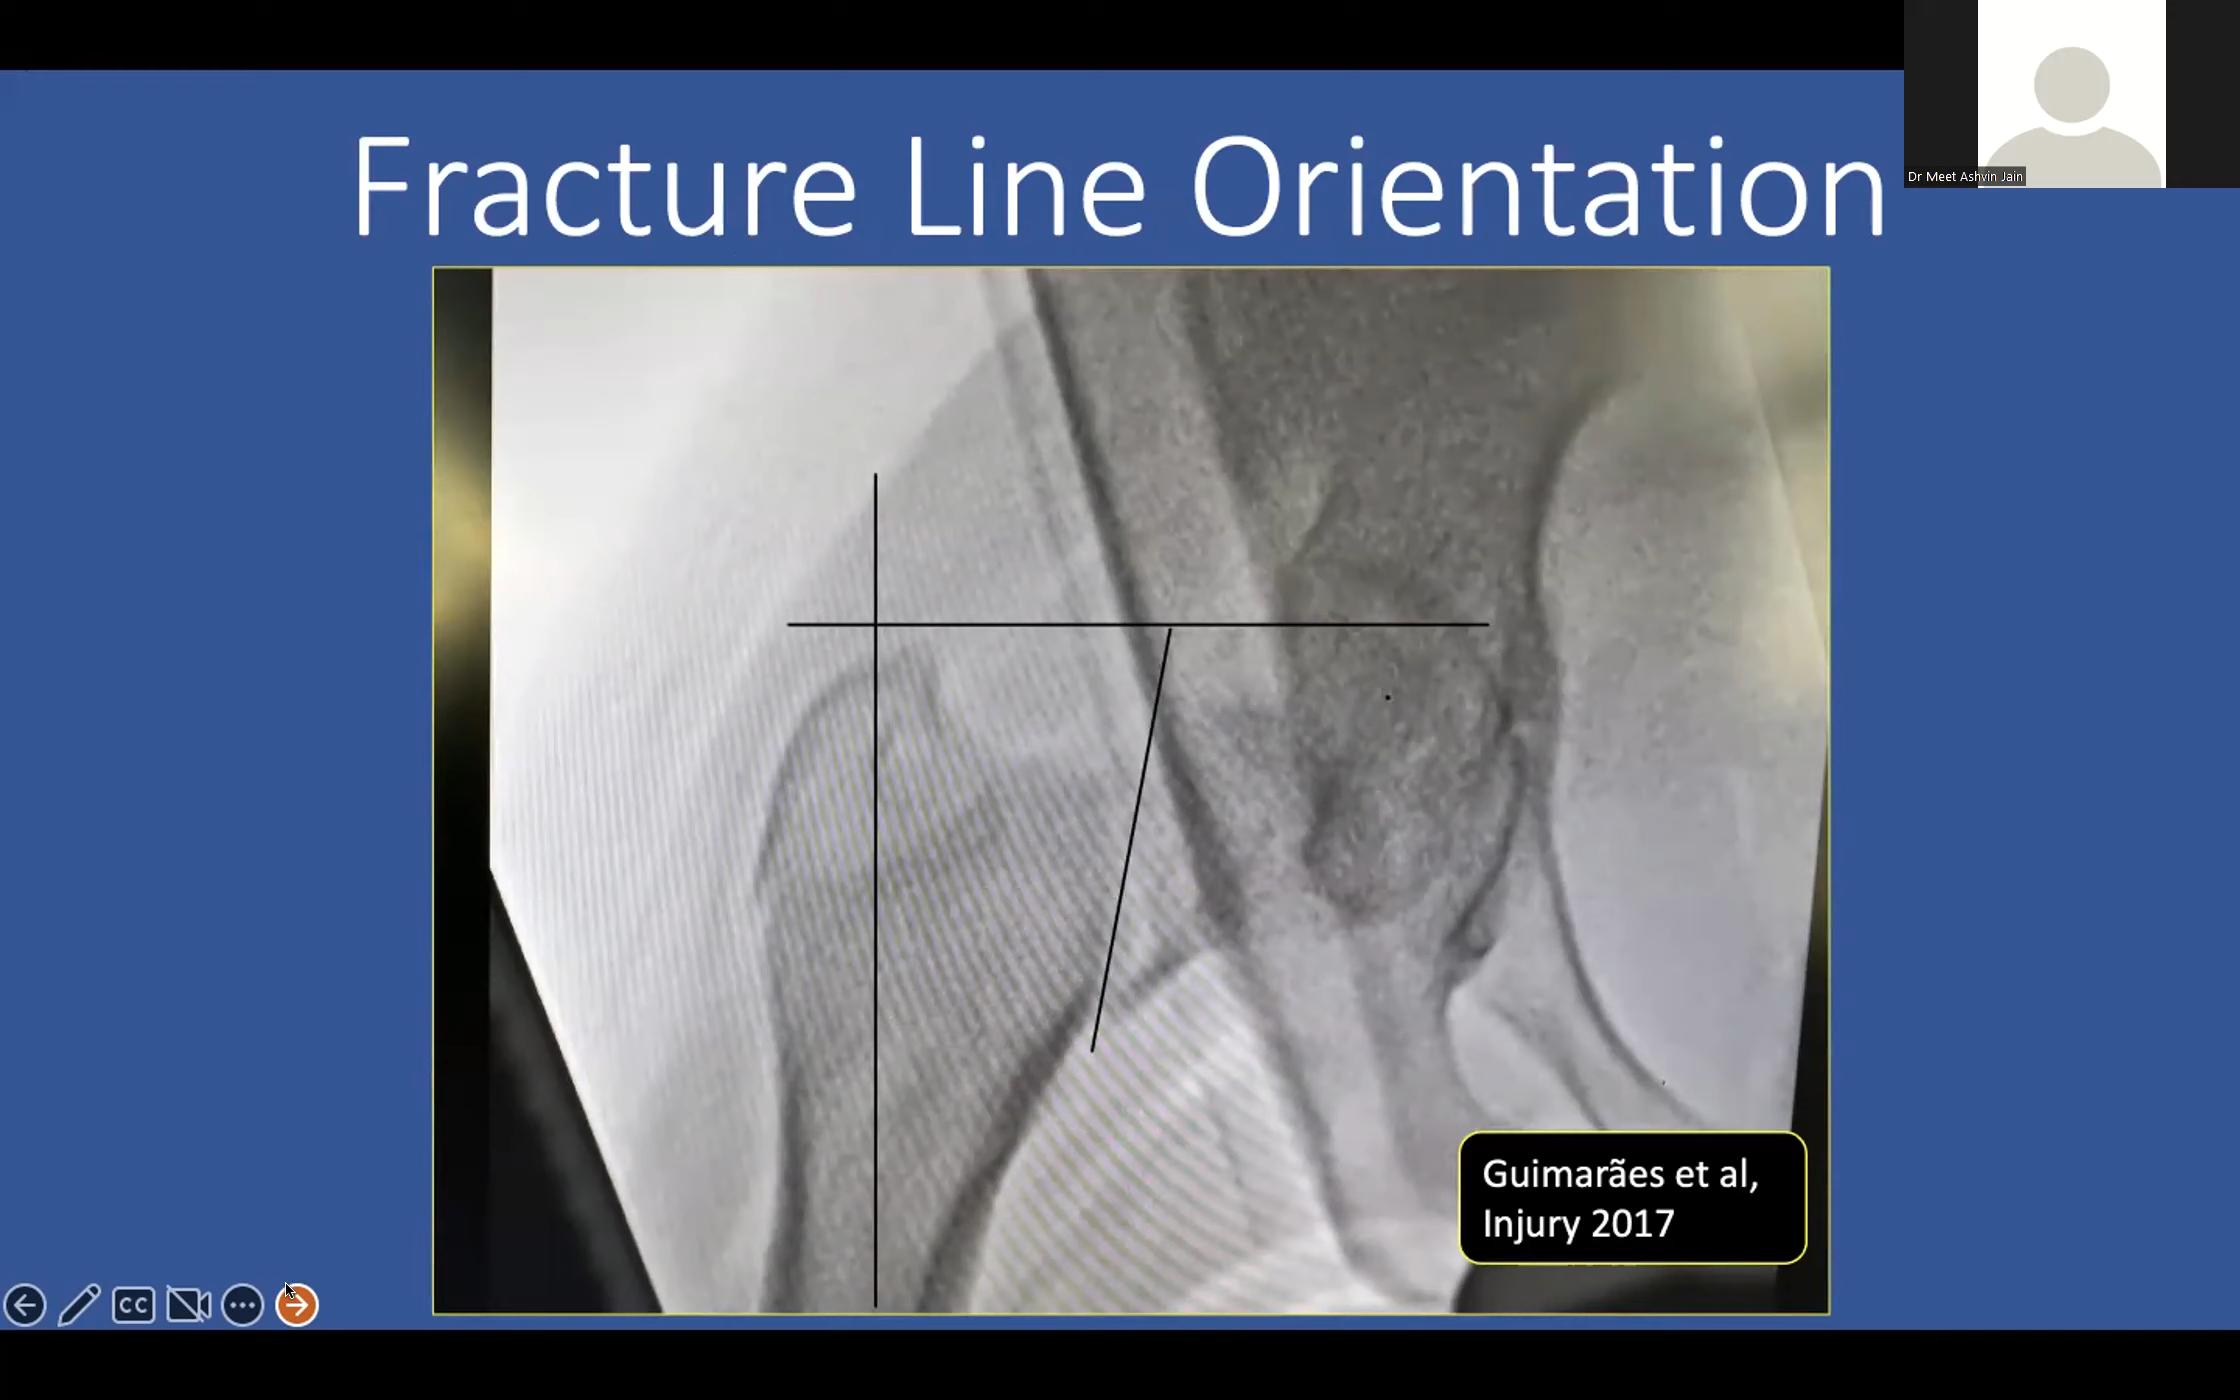 Fracture Line Orientation
Dr Meet Ashvin Jain
Guimarães et al,
Injury 2017
CC